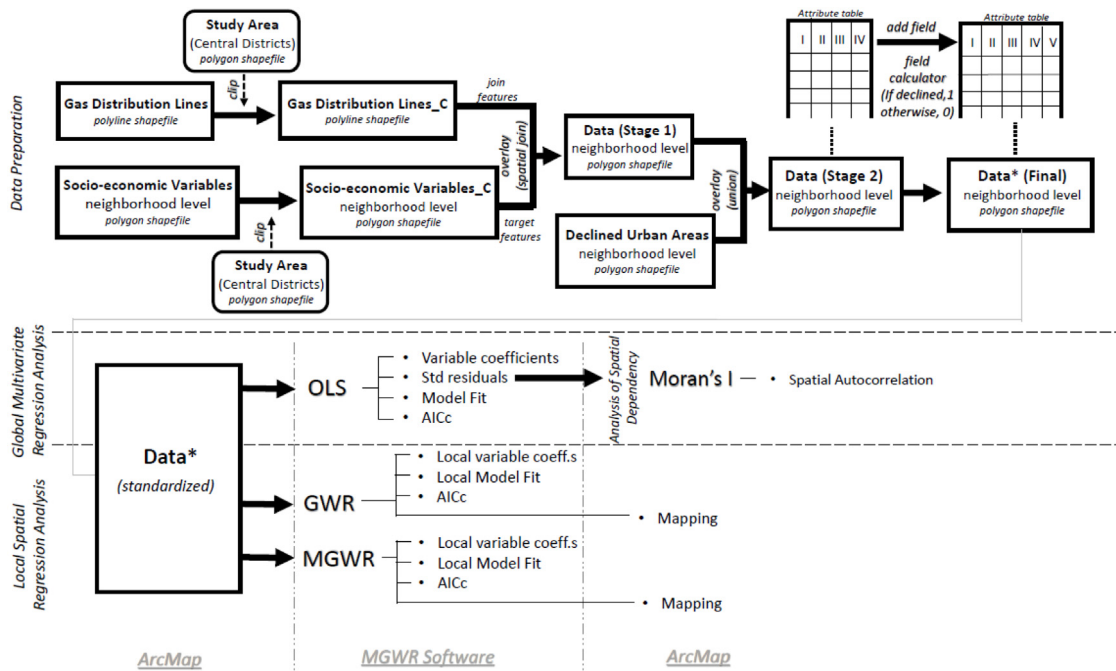 Study Area
(Central Districts)
polygon shapefile
clip
Gas Distribution Lines
polyline shapefile
Gas Distribution Lines_C
polyline shapefile
join
features
Socio-economic Variables
neighborhood level
polygon shapefile
Socio-economic Variables_C
neighborhood level
polygon shapefile
target
features
clip
Study Area
(Central Districts)
polygon shapefile
overlay
(spatial join)
Data (Stage 1)
neighborhood level
polygon shapefile
Declined Urban Areas
neighborhood level
polygon shapefile
overlay
(union)
Attribute table
I II III IV
add field
field
calculator
(If declined,1
otherwise, 0)
Attribute table
I II III IV V
Data (Stage 2)
neighborhood level
polygon shapefile
Data* (Final)
neighborhood level
polygon shapefile
Data Preparation
Global Multivariate
Regression Analysis
Local Spatial
Regression Analysis
Data*
(standardized)
OLS
• Variable coefficients
• Std residuals
• Model Fit
• AICc
Analysis of Spatial
Dependency
Moran's I
• Spatial Autocorrelation
GWR
• Local variable coeff.s
• Local Model Fit
• AICc
• Mapping
MGWR
• Local variable coeff.s
• Local Model Fit
• AICc
• Mapping
ArcMap
MGWR Software
ArcMap